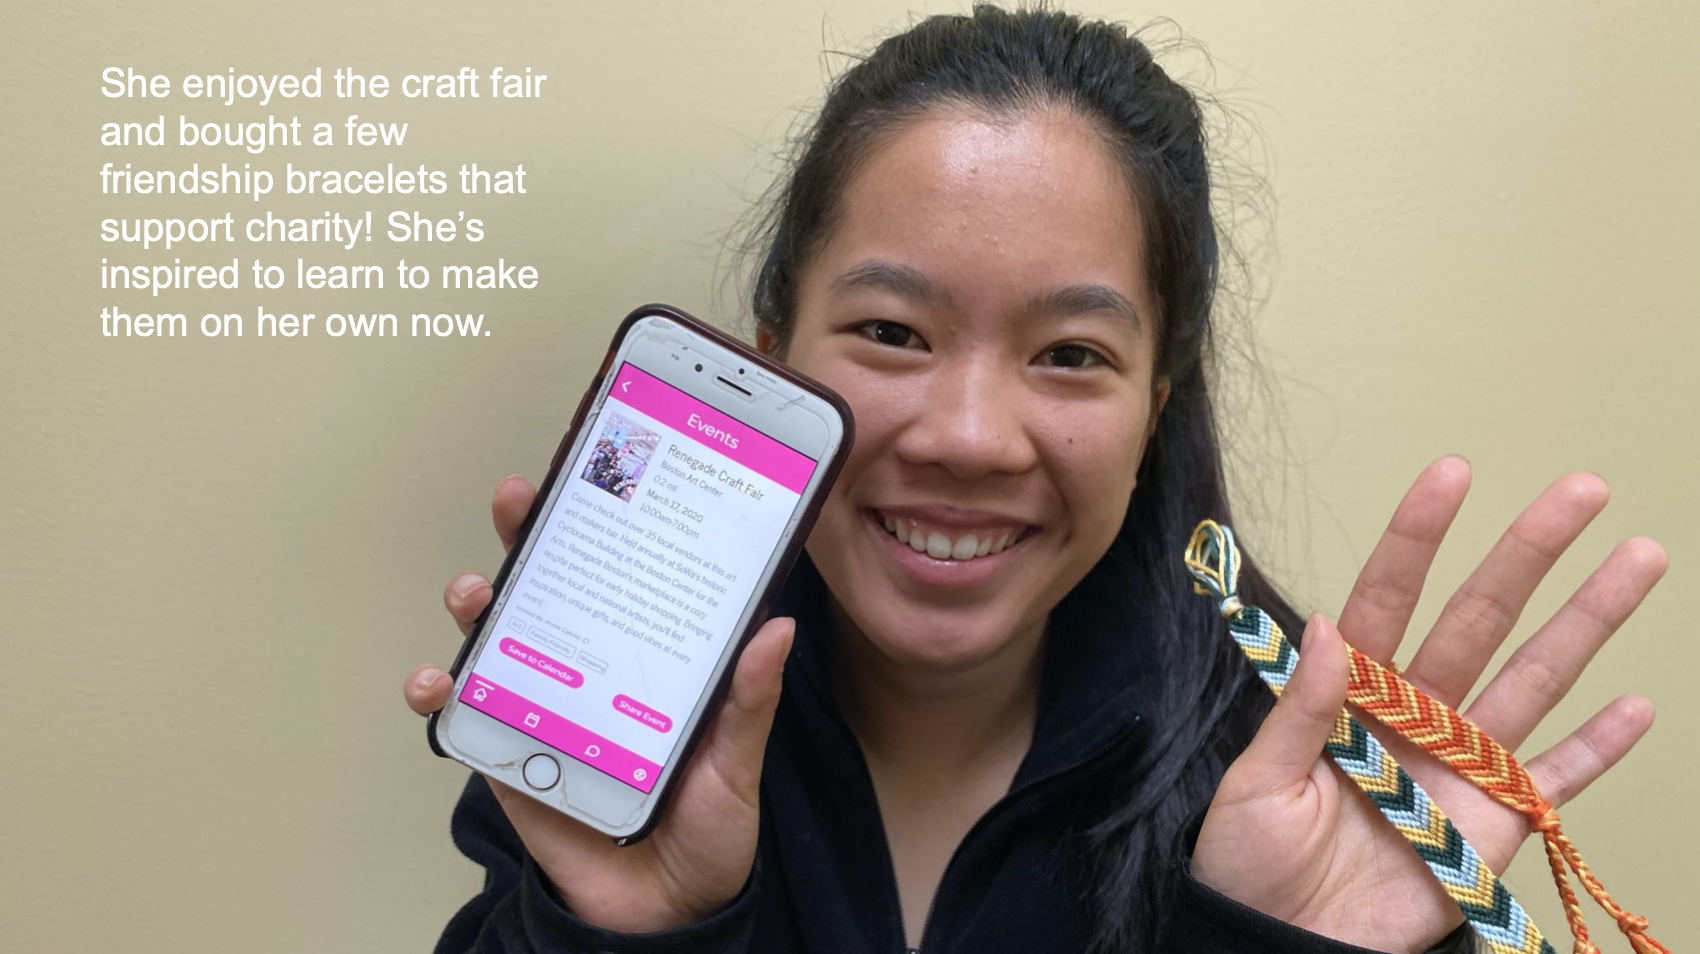 She enjoyed the craft fair
and bought a few
friendship bracelets that
support charity! She’s
inspired to learn to make
them on her own now.
Events
Renegade Craft Fair
Boston Art Center
0.2 mi
March 17, 2020
10:00am-7:00pm
Come check out over 35 local vendors at this art
and makers fair. Held annually at SoWa's historic
Cyclorama Building at the Boston Center for the
Arts, Renegade Boston's marketplace is a cozy
respite perfect for early holiday shopping. Bringing
together local and national artists, you'll find
inspiration, unique gifts, and good vibes at every
event.
Hosted By: Annie
Art
Family Friendly
Shopping
Save to Calendar
Share Event